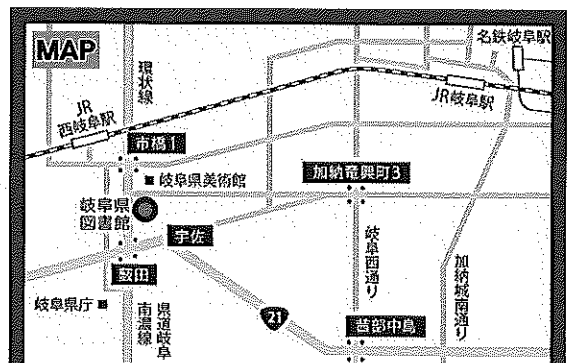 MAP
名鉄岐阜駅
環状線
JR
西岐阜駅
JR岐阜駅
市橋1
岐阜県美術館
加納竜興町3
岐阜県
図書館
宇佐
岐阜西通り
加納城南通り
薮田
岐阜県庁
県道岐阜
南濃線
21
茜部中島